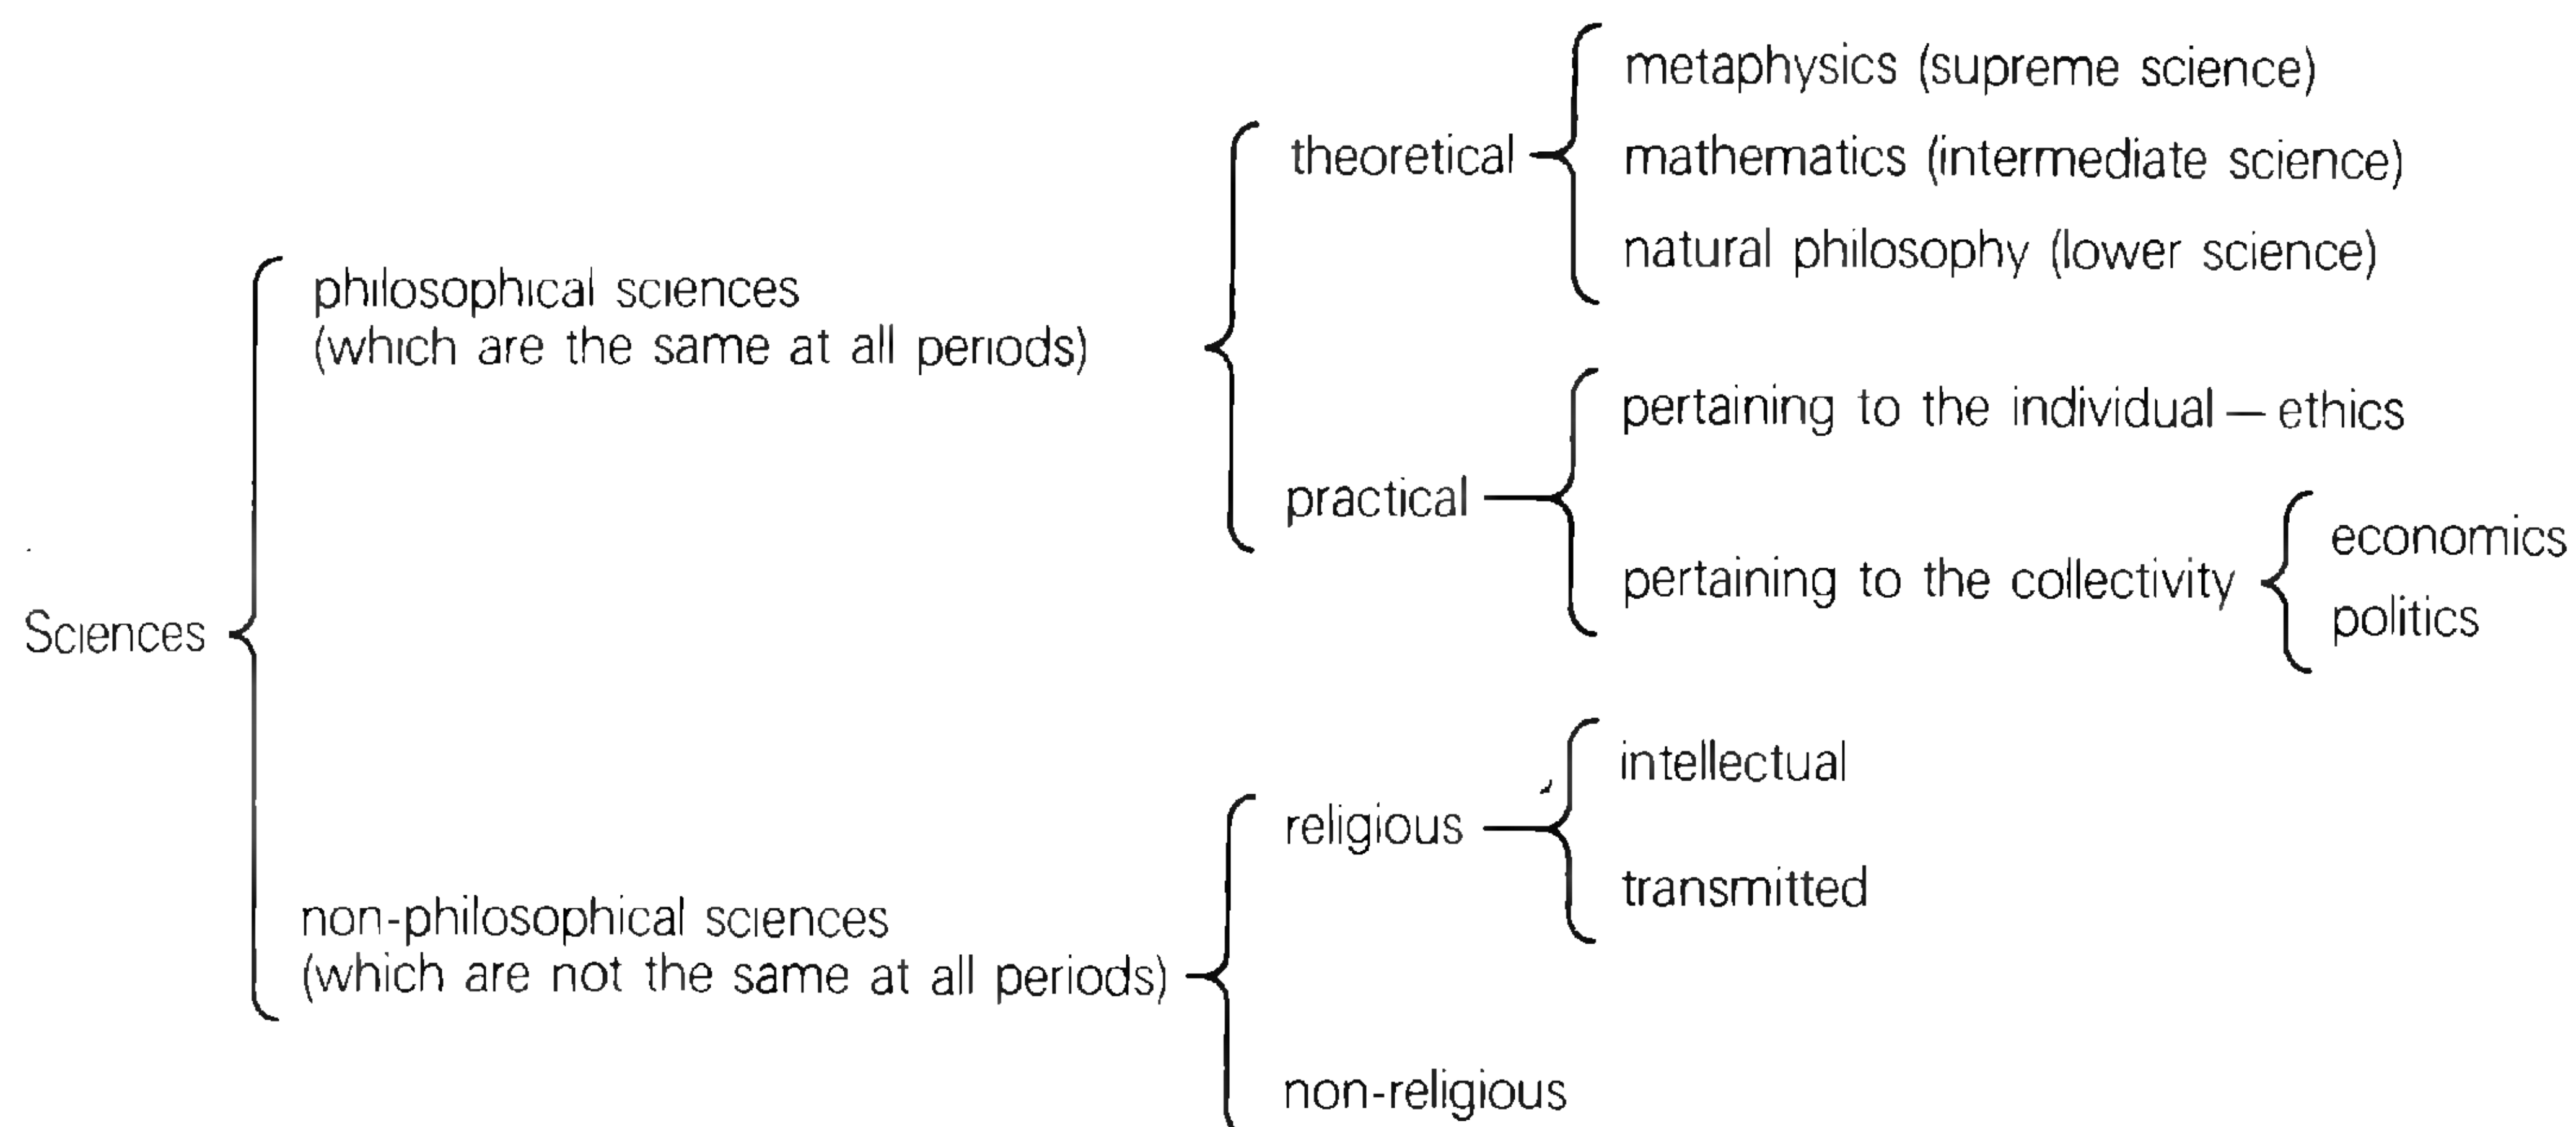 Sciences
philosophical sciences
(which are the same at all periods)
theoretical
metaphysics (supreme science)
mathematics (intermediate science)
natural philosophy (lower science)
practical
pertaining to the individual — ethics
pertaining to the collectivity
economics
politics
non-philosophical sciences
(which are not the same at all periods)
religious
intellectual
transmitted
non-religious